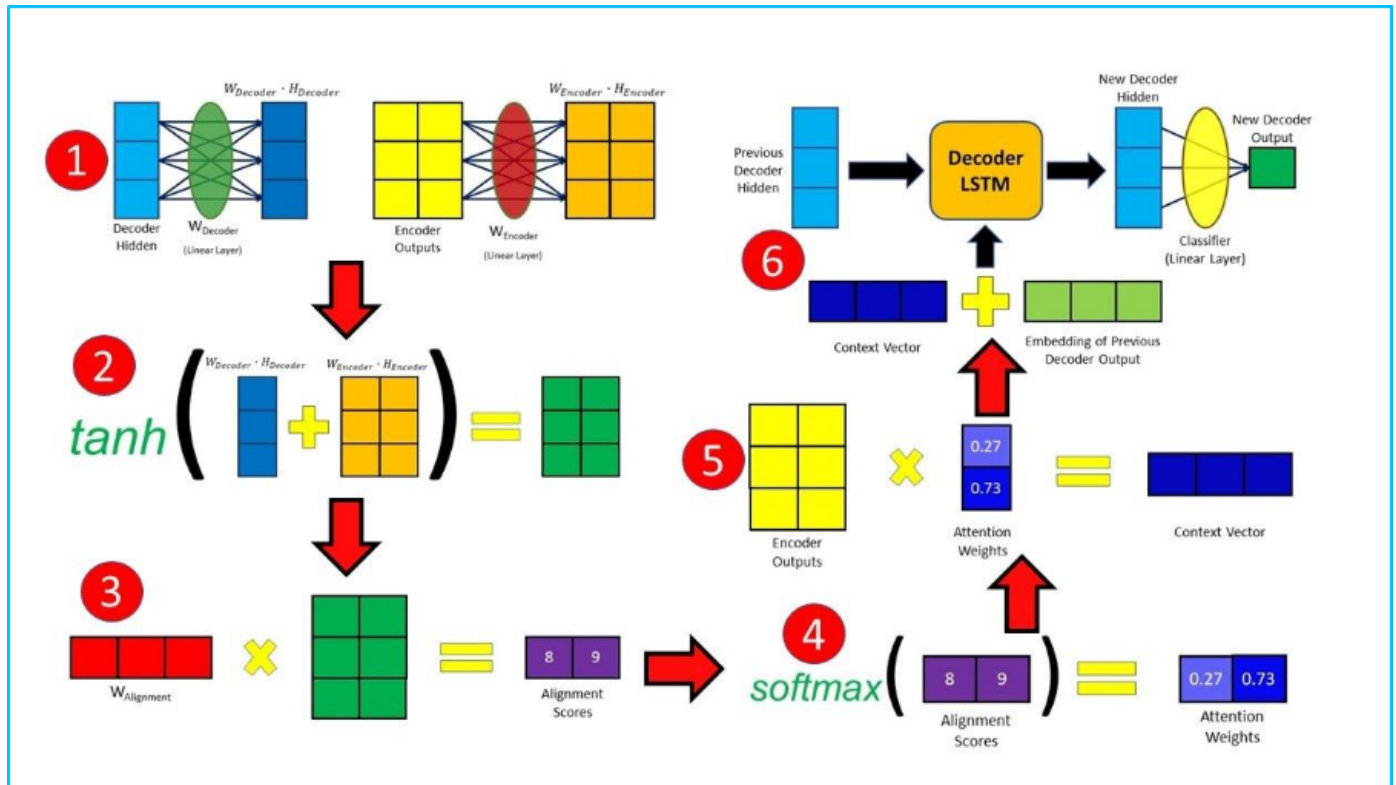 1
W_Decoder · H_Decoder
Decoder
Hidden
W_Decoder
(Linear Layer)
W_Encoder · H_Encoder
Encoder
Outputs
W_Encoder
(Linear Layer)
2
tanh
(
W_Decoder · H_Decoder
+
W_Encoder · H_Encoder
)
=
3
W_Alignment
×
=
8 9
Alignment
Scores
4
softmax
(
8 9
Alignment
Scores
)
=
0.27 0.73
Attention
Weights
5
Encoder
Outputs
×
0.27
0.73
Attention
Weights
=
Context Vector
6
Previous
Decoder
Hidden
Decoder
LSTM
New Decoder
Hidden
Classifier
(Linear Layer)
New Decoder
Output
Context Vector
+
Embedding of Previous
Decoder Output